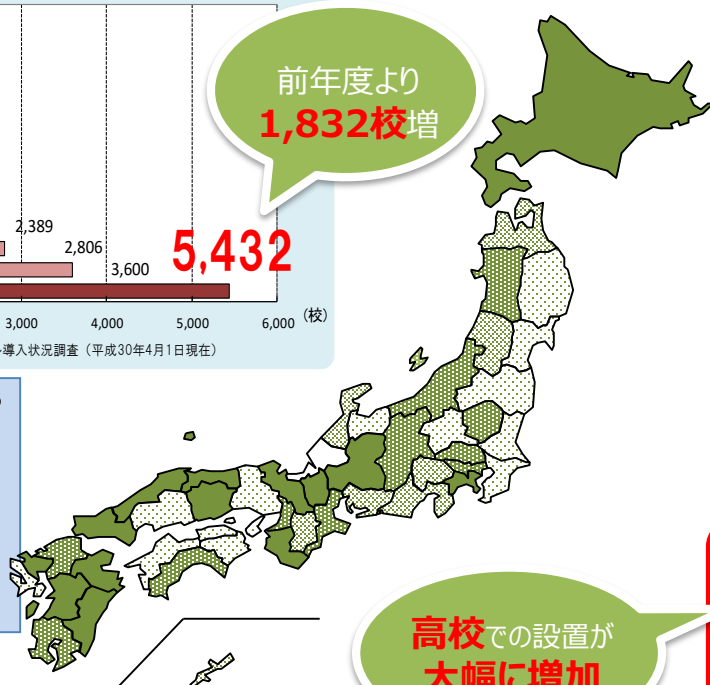 前年度より
1,832校増
2,389
2,806
3,600
5,432
3,000 4,000 5,000 6,000 (校)
導入状況調査（平成30年4月1日現在）
高校での設置が
大幅に増加